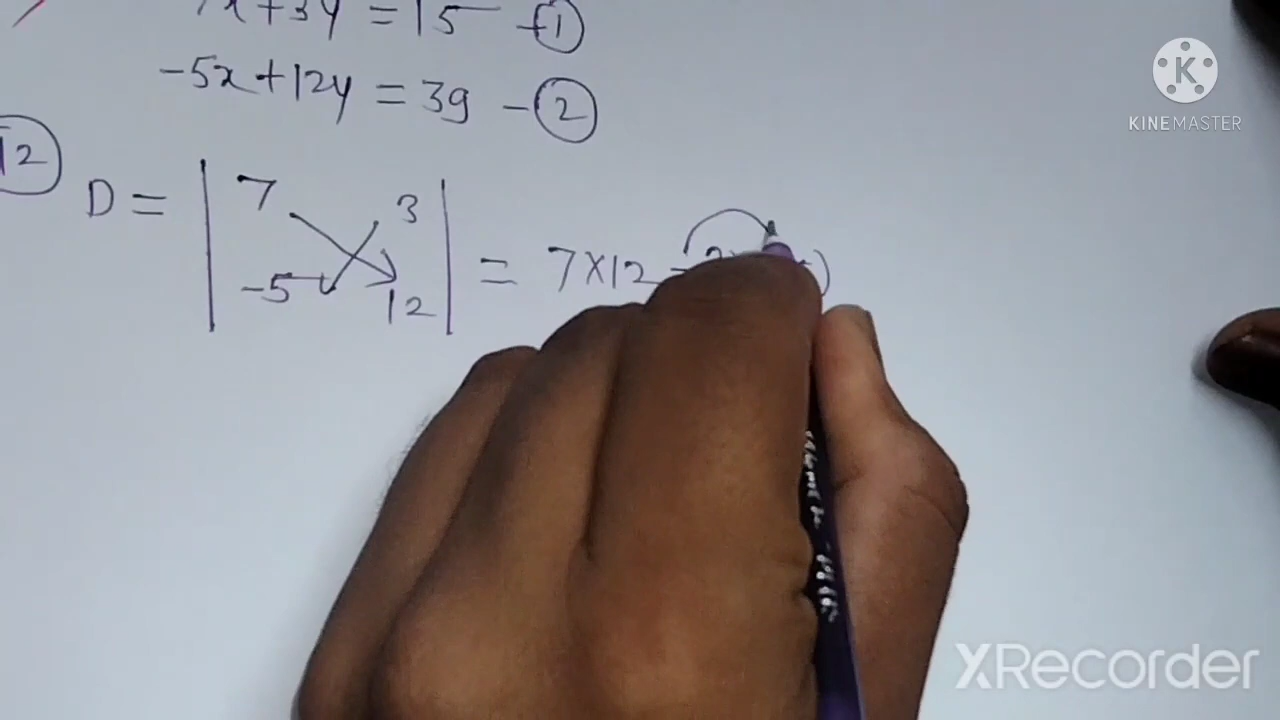 7x+3y = 15 -①
-5x+12y = 39 -②
12
D = | 7 3 | = 7×12 -
-5 12
K
KINEMASTER
XRecorder